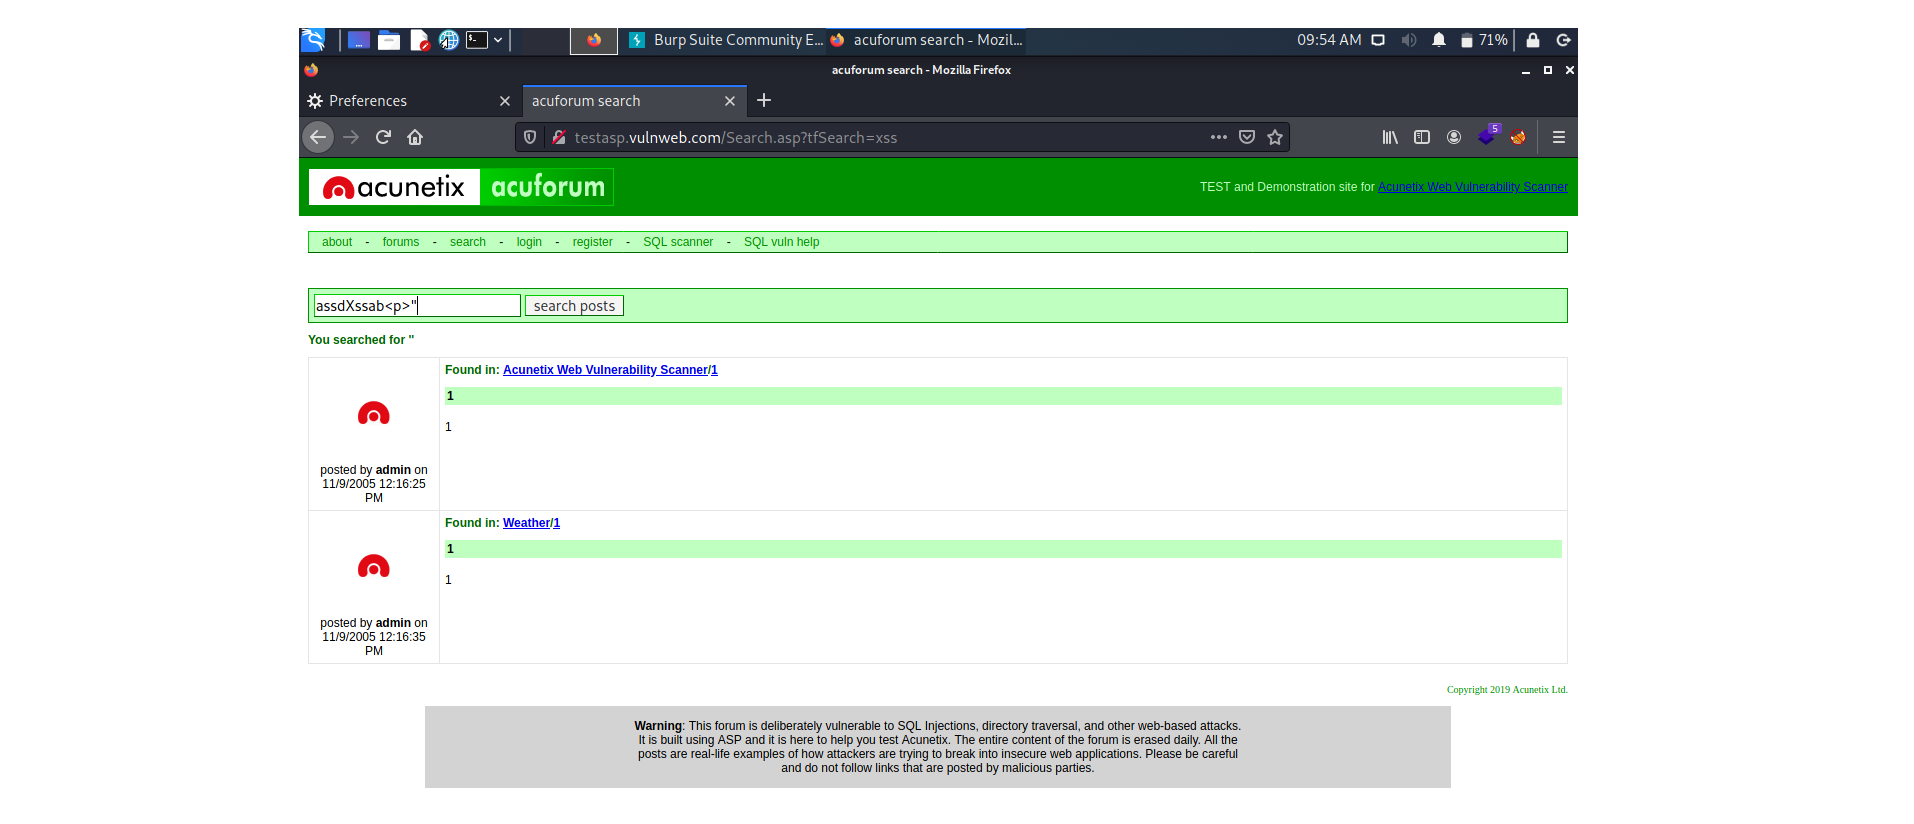 Burp Suite Community E... acuforum search - Mozil... 09:54 AM 71%
acuforum search - Mozilla Firefox
Preferences acuforum search
testasp.vulnweb.com/Search.asp?tfSearch=xss 5
acunetix acuforum TEST and Demonstration site for Acunetix Web Vulnerability Scanner
about - forums - search - login - register - SQL scanner - SQL vuln help
assdXssab<p>" search posts
You searched for ''
Found in: Acunetix Web Vulnerability Scanner/1
1
1
posted by admin on
11/9/2005 12:16:25
PM
Found in: Weather/1
1
1
posted by admin on
11/9/2005 12:16:35
PM
Copyright 2019 Acunetix Ltd.
Warning: This forum is deliberately vulnerable to SQL Injections, directory traversal, and other web-based attacks.
It is built using ASP and it is here to help you test Acunetix. The entire content of the forum is erased daily. All the
posts are real-life examples of how attackers are trying to break into insecure web applications. Please be careful
and do not follow links that are posted by malicious parties.